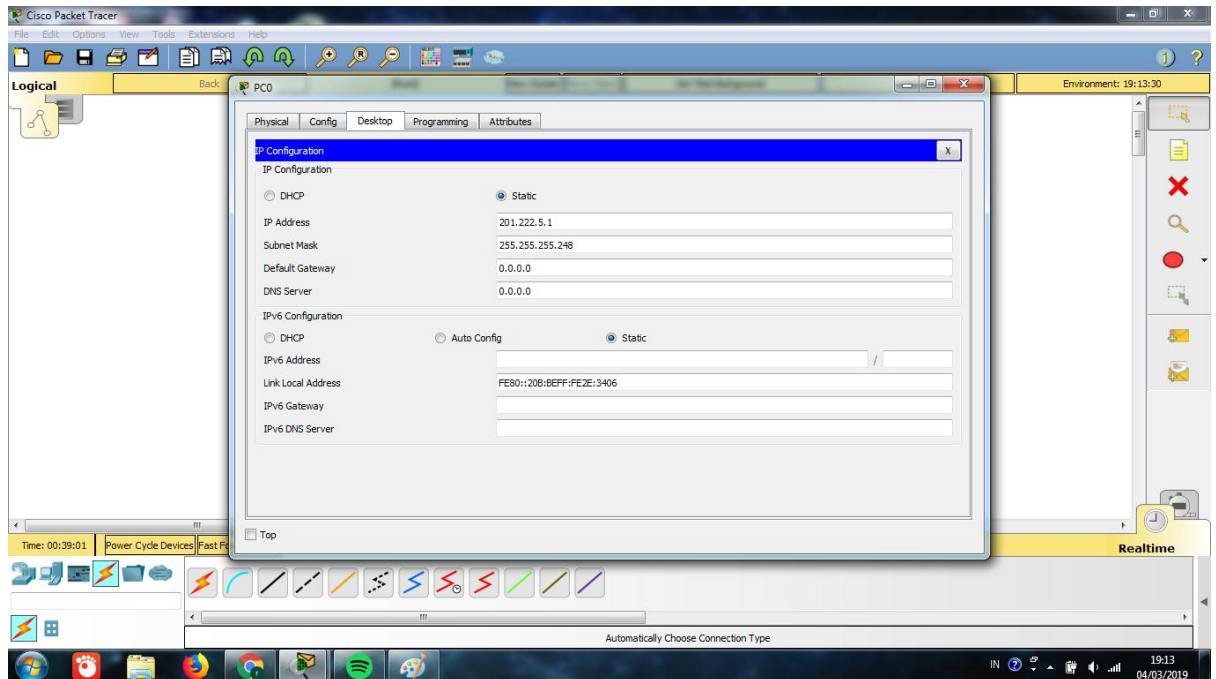 Cisco Packet Tracer
File Edit Options View Tools Extensions Help
Logical
Back
Environment: 19:13:30
PC0
Physical Config Desktop Programming Attributes
IP Configuration X
IP Configuration
DHCP Static
IP Address 201.222.5.1
Subnet Mask 255.255.255.248
Default Gateway 0.0.0.0
DNS Server 0.0.0.0
IPv6 Configuration
DHCP Auto Config Static
IPv6 Address /
Link Local Address FE80::20B:BEFF:FE2E:3406
IPv6 Gateway
IPv6 DNS Server
Top
Time: 00:39:01 Power Cycle Devices Fast
Realtime
Automatically Choose Connection Type
IN 19:13
04/03/2019